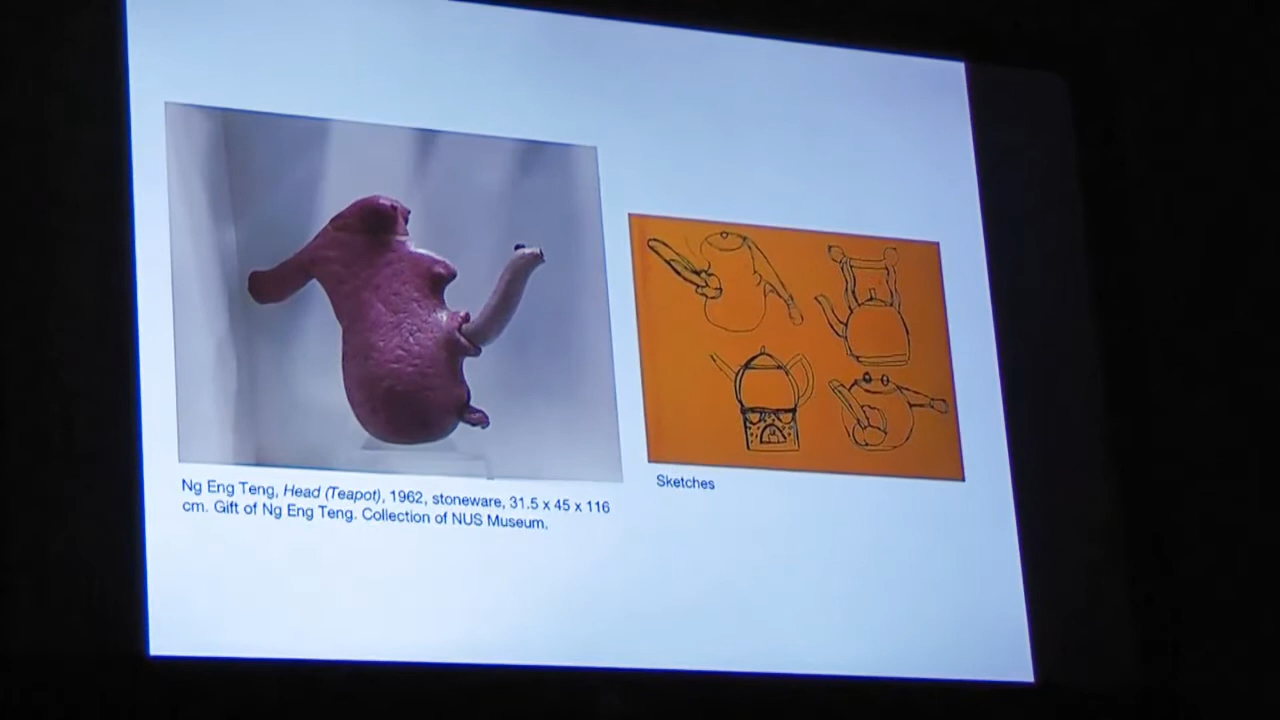 Ng Eng Teng, Head (Teapot), 1962, stoneware, 31.5 x 45 x 116
cm. Gift of Ng Eng Teng. Collection of NUS Museum.
Sketches